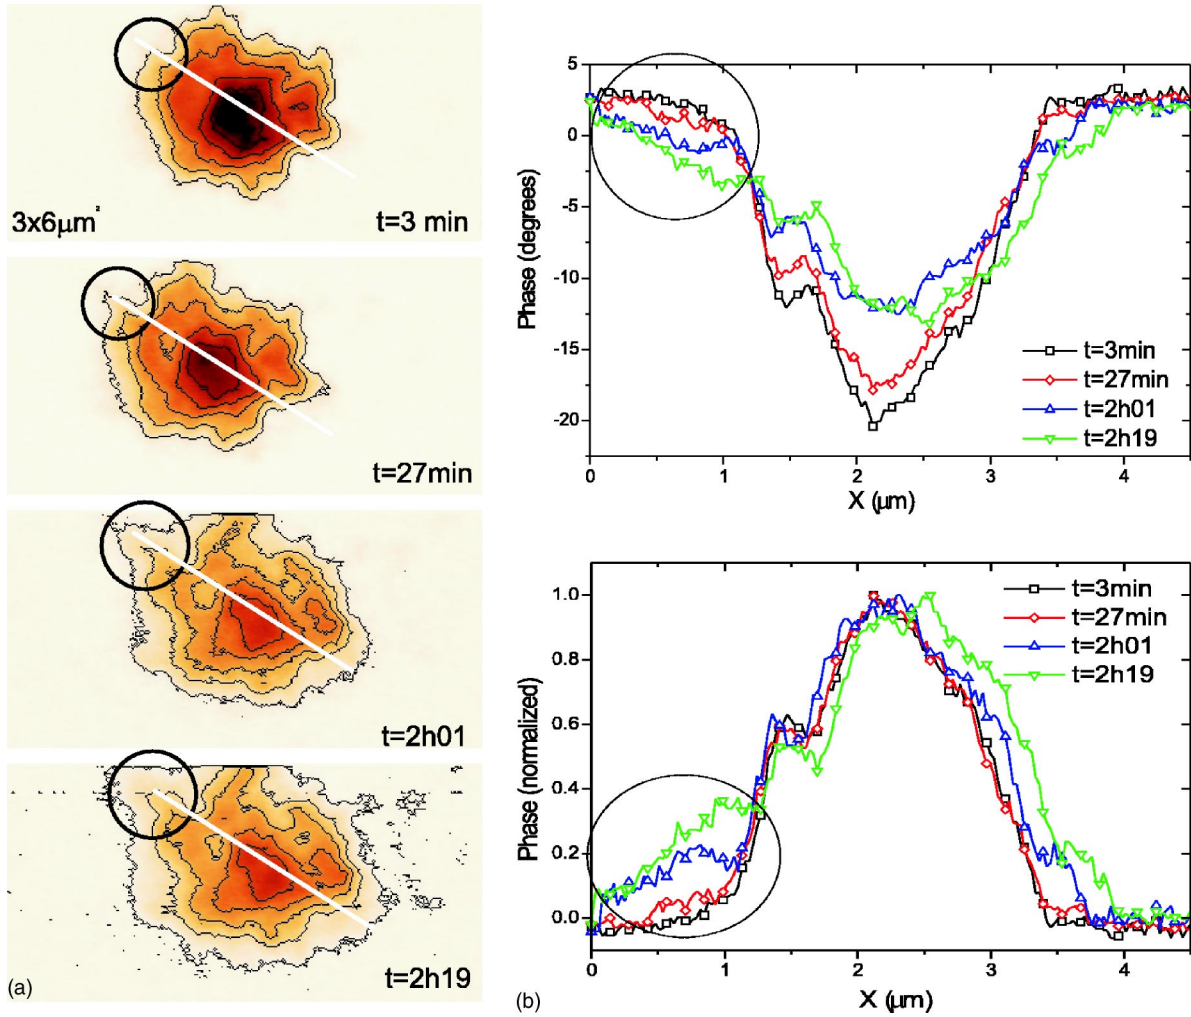 3x6μm²
t=3 min
t=27min
t=2h01
t=2h19
(a)
5
0
-5
-10
-15
-20
Phase (degrees)
t=3min
t=27min
t=2h01
t=2h19
0
1
2
3
4
X (μm)
1.0
0.8
0.6
0.4
0.2
0.0
Phase (normalized)
t=3min
t=27min
t=2h01
t=2h19
0
1
2
3
4
X (μm)
(b)